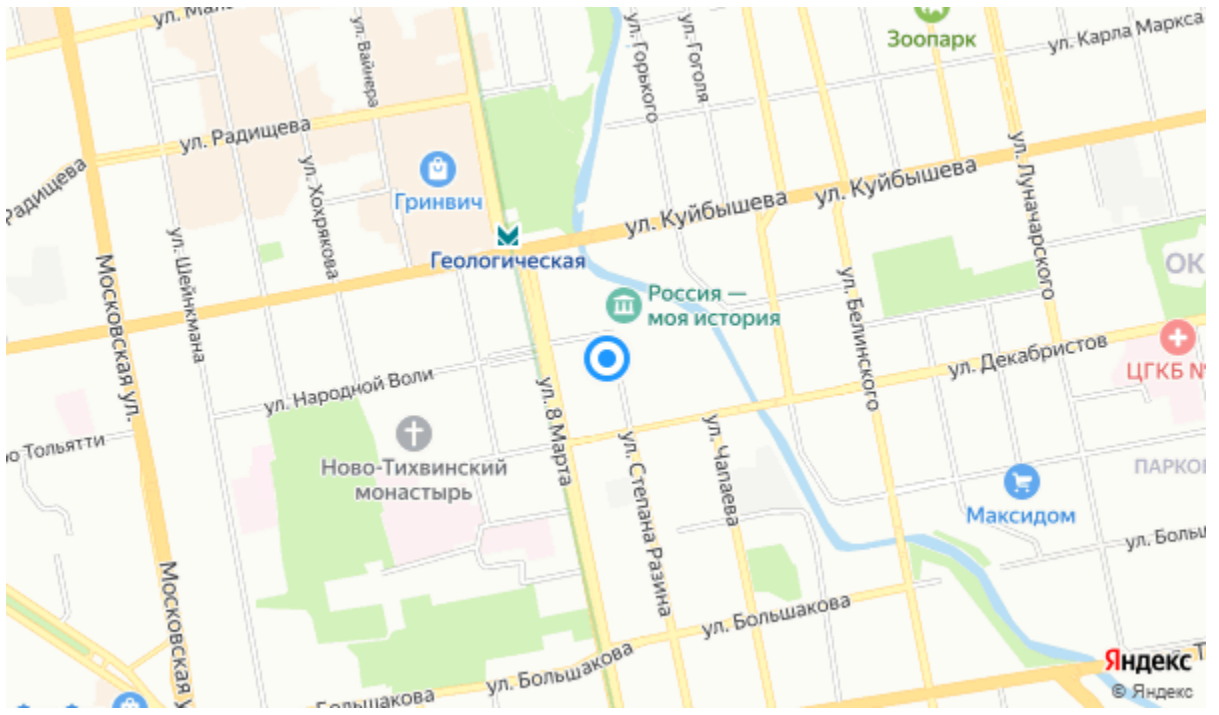 ул. Мал
ул. Вайнера
ул. Горького
ул. Гоголя
Зоопарк
ул. Карла Маркса
ул. Радищева
Радищева
ул. Хохрякова
Гринвич
ул. Куйбышева
ул. Куйбышева
ул. Луначарского
Геологическая
ул. Шейнкмана
Московская ул.
ОК
Россия —
моя история
ул. Белинского
ул. Декабристов
ЦГКБ №
ул. Народной Воли
ул. 8 Марта
о Тольятти
Ново-Тихвинский
монастырь
ул. Степана Разина
ул. Чапаева
ПАРКОВ
Максидом
ул. Больш
Московская у
ул. Большакова
ул. Большакова
Большакова
Яндекс
Т
© Яндекс